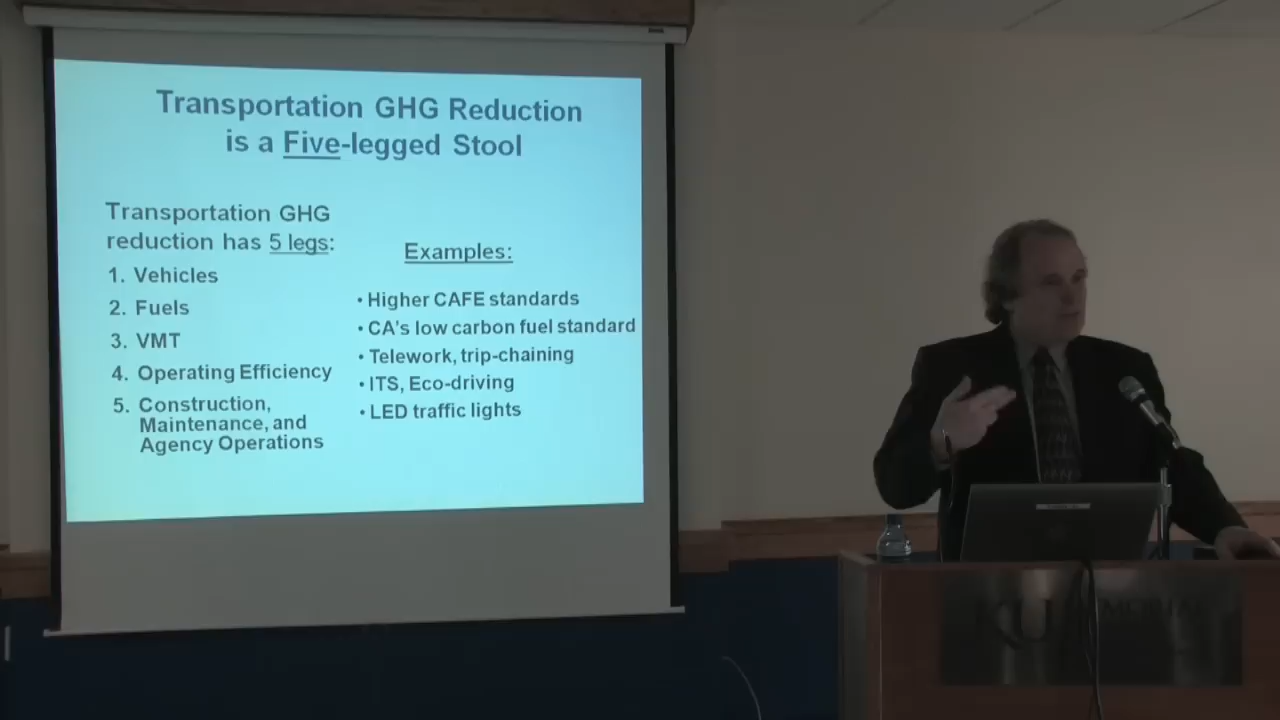 Transportation GHG Reduction
is a Five-legged Stool
Transportation GHG
reduction has 5 legs:
1. Vehicles
2. Fuels
3. VMT
4. Operating Efficiency
5. Construction,
Maintenance, and
Agency Operations
Examples:
• Higher CAFE standards
• CA's low carbon fuel standard
• Telework, trip-chaining
• ITS, Eco-driving
• LED traffic lights
KU MEMORIAL